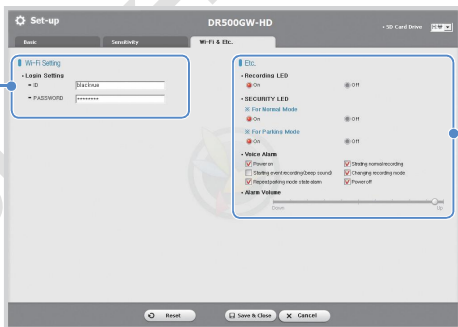 Set-up
DR500GW-HD
• SD Card Drive
H:
Basic
Sensitivity
Wi-Fi & Etc.
Wi-Fi Setting
• Login Setting
- ID
blackvue
- PASSWORD
********
Etc.
• Recording LED
On
Off
• SECURITY LED
※ For Normal Mode
On
Off
※ For Parking Mode
On
Off
• Voice Alarm
Power on
Strating normal recording
Starting event recording(beep sound)
Changing recording mode
Repeat parking mode state alarm
Power off
• Alarm Volume
Down
Up
Reset
Save & Close
X Cancel